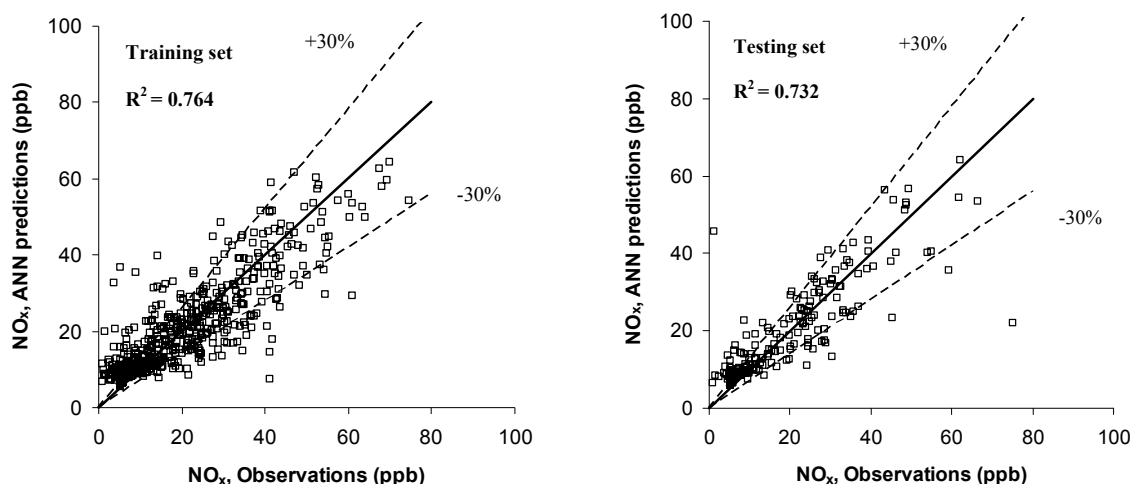 100
80
60
40
20
0
NOₓ, ANN predictions (ppb)
Training set
R² = 0.764
+30%
-30%
0 20 40 60 80 100
NOₓ, Observations (ppb)
100
80
60
40
20
0
NOₓ, ANN predictions (ppb)
Testing set
R² = 0.732
+30%
-30%
0 20 40 60 80 100
NOₓ, Observations (ppb)